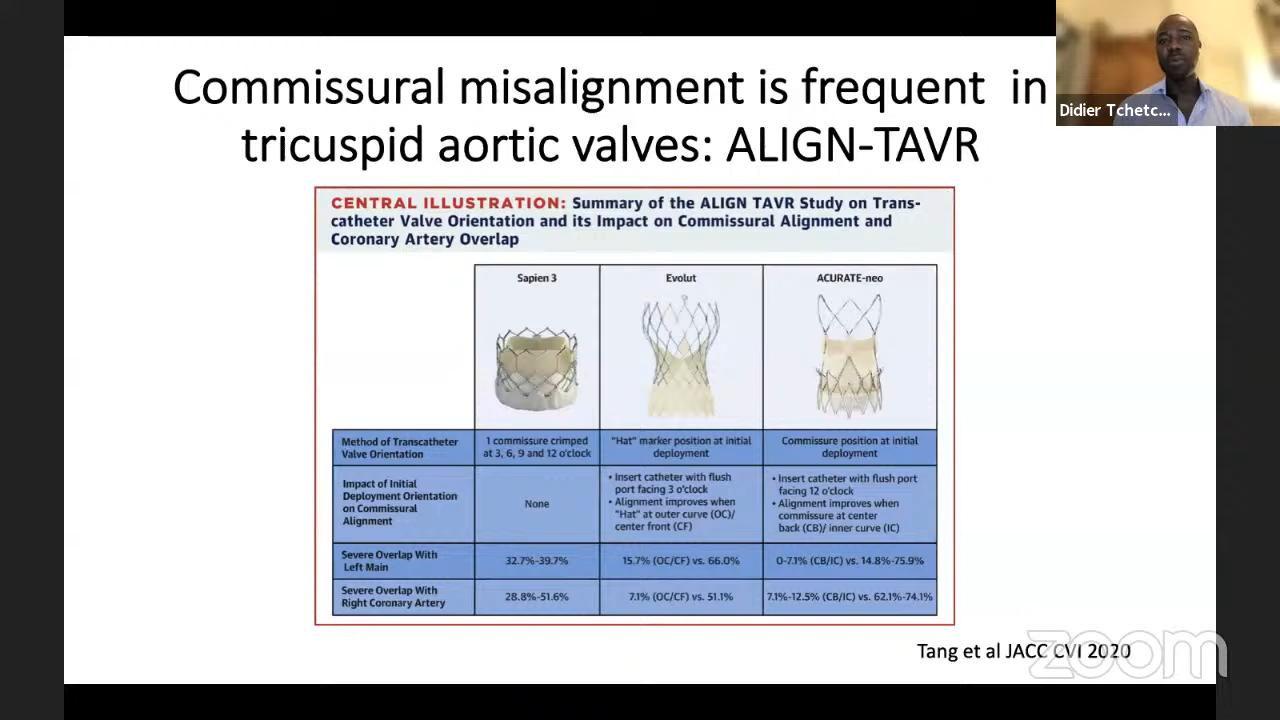 Commissural misalignment is frequent in
tricuspid aortic valves: ALIGN-TAVR
Didier Tchetc...
CENTRAL ILLUSTRATION: Summary of the ALIGN TAVR Study on Trans-
catheter Valve Orientation and its Impact on Commissural Alignment and
Coronary Artery Overlap
Sapien 3
Evolut
ACURATE-neo
Method of Transcatheter
Valve Orientation
1 commissure crimped
at 3, 6, 9 and 12 o'clock
"Hat" marker position at initial
deployment
Commissure position at initial
deployment
Impact of Initial
Deployment Orientation
on Commissural
Alignment
None
• Insert catheter with flush
port facing 3 o'clock
• Alignment improves when
"Hat" at outer curve (OC)/
center front (CF)
• Insert catheter with flush port
facing 12 o'clock
• Alignment improves when
commissure at center
back (CB)/ inner curve (IC)
Severe Overlap With
Left Main
32.7%-39.7%
15.7% (OC/CF) vs. 66.0%
0-7.1% (CB/IC) vs. 14.8%-75.9%
Severe Overlap With
Right Coronary Artery
28.8%-51.6%
7.1% (OC/CF) vs. 51.1%
7.1%-12.5% (CB/IC) vs. 62.1%-74.1%
Tang et al JACC CVI 2020
zoom